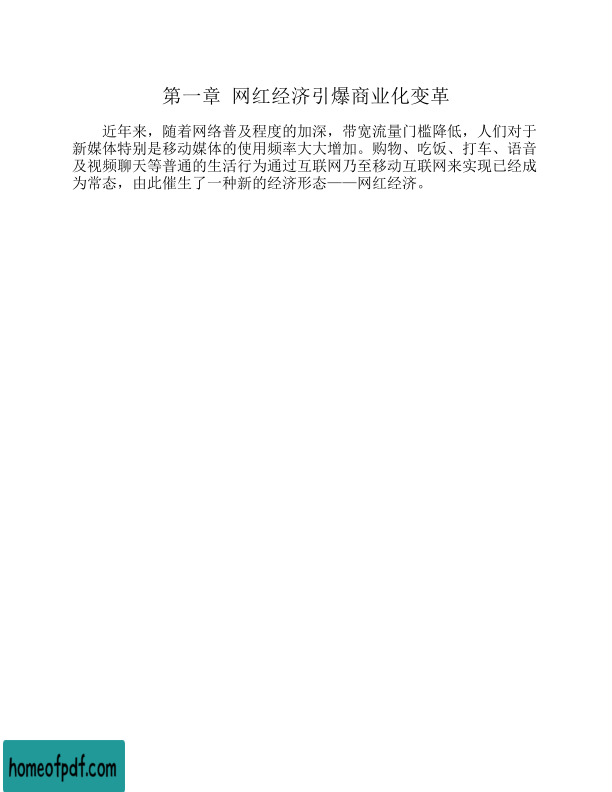 第一章 网红经济引爆商业化变革
近年来，随着网络普及程度的加深，带宽流量门槛降低，人们对于
新媒体特别是移动媒体的使用频率大大增加。购物、吃饭、打车、语音
及视频聊天等普通的生活行为通过互联网乃至移动互联网来实现已经成
为常态，由此催生了一种新的经济形态——网红经济。
homeofpdf.com